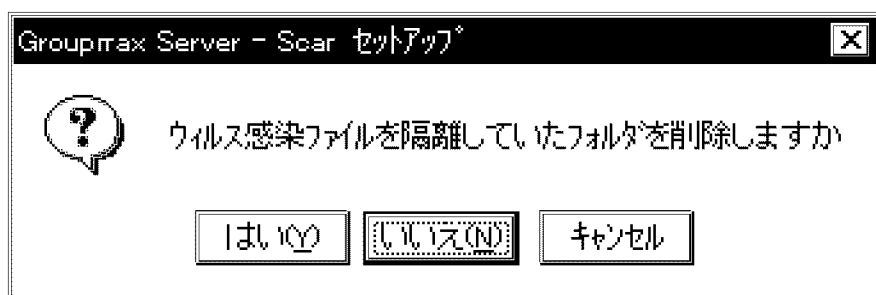 Groupmax Server - Scan セットアップ
ウィルス感染ファイルを隔離していたフォルダを削除しますか
はい(Y) いいえ(N) キャンセル